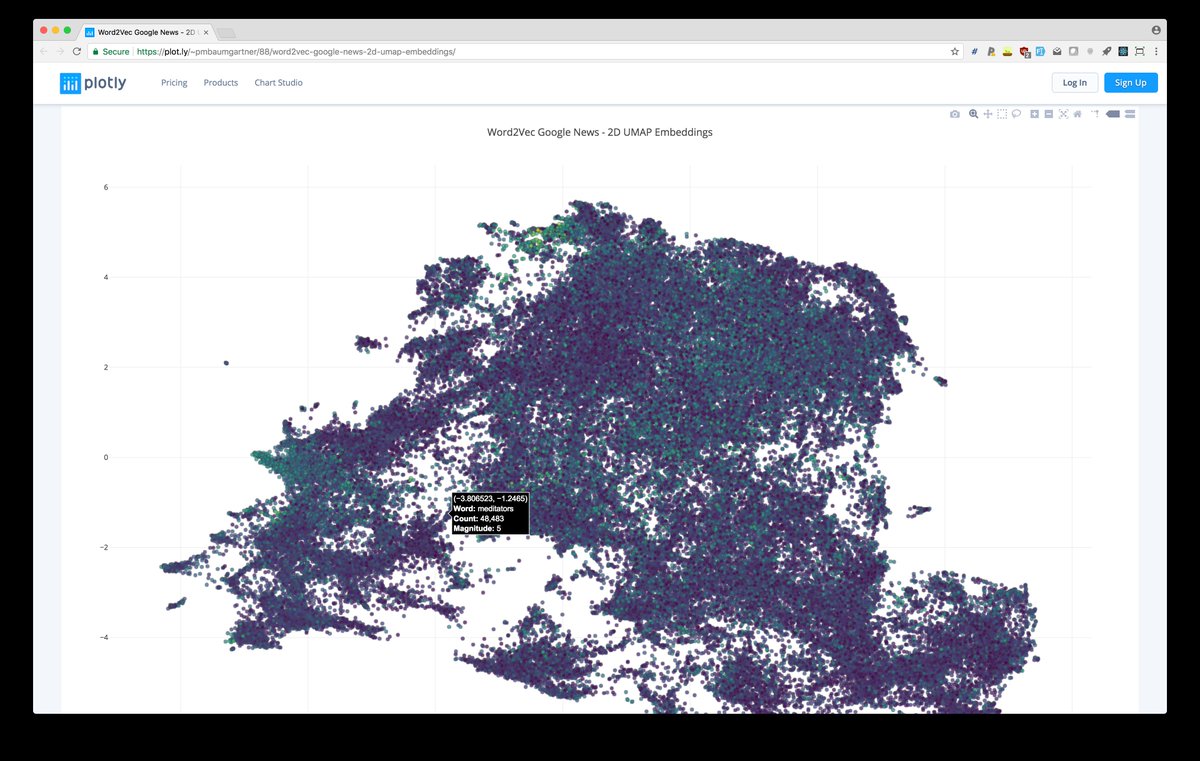 Word2Vec Google News - 2D
Secure https://plot.ly/~pmbaumgartner/88/word2vec-google-news-2d-umap-embeddings/
plotly Pricing Products Chart Studio Log In Sign Up
Word2Vec Google News - 2D UMAP Embeddings
6
4
2
0
(−3.806523, −1.2465)
Word: meditators
Count: 48,483
Magnitude: 5
−2
−4